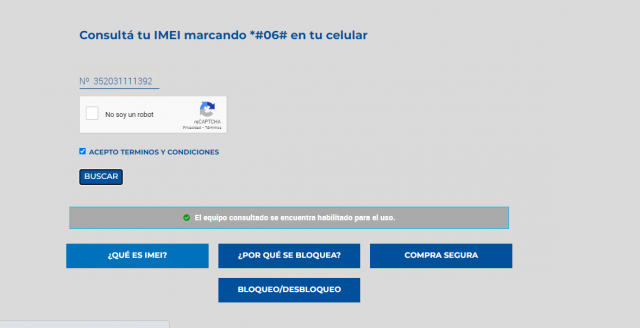 Consultá tu IMEI marcando *#06# en tu celular
Nº 352031111392
No soy un robot
reCAPTCHA
Privacidad - Términos
ACEPTO TERMINOS Y CONDICIONES
BUSCAR
El equipo consultado se encuentra habilitado para el uso.
¿QUÉ ES IMEI?
¿POR QUÉ SE BLOQUEA?
COMPRA SEGURA
BLOQUEO/DESBLOQUEO